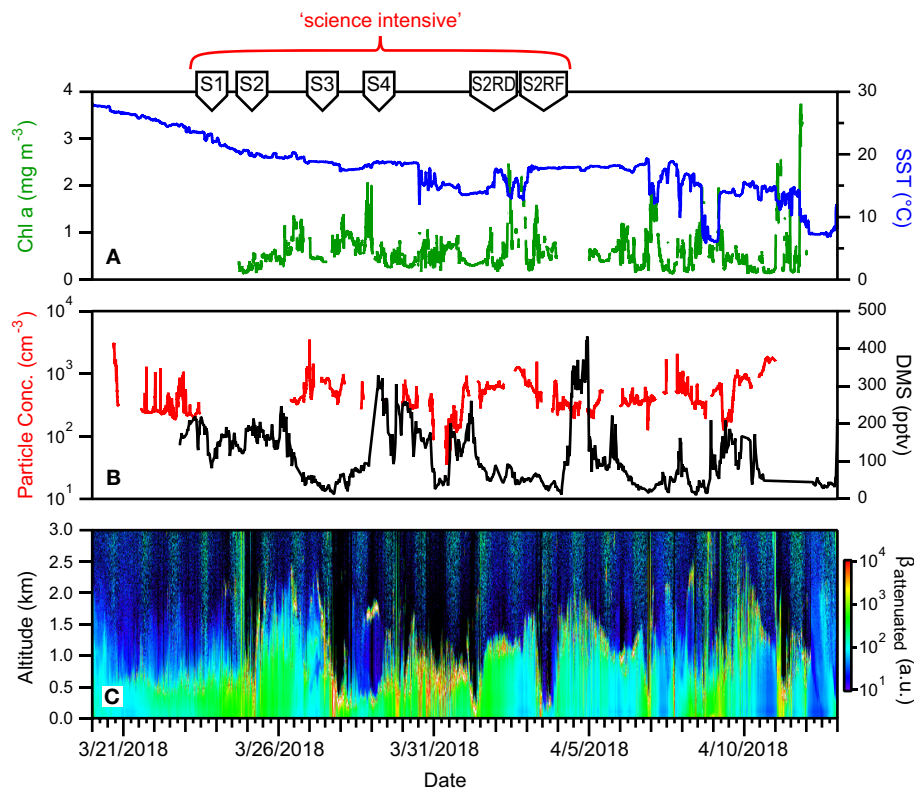 ‘science intensive’
S1 S2 S3 S4 S2RD S2RF
Chl a (mg m⁻³)
4
3
2
1
0
A
30
20
10
0
SST (°C)
Particle Conc. (cm⁻³)
10⁴
10³
10²
10¹
B
500
400
300
200
100
0
DMS (pptv)
Altitude (km)
3.0
2.5
2.0
1.5
1.0
0.5
0.0
C
10⁴
10³
10²
10¹
βattenuated (a.u.)
3/21/2018 3/26/2018 3/31/2018 4/5/2018 4/10/2018
Date